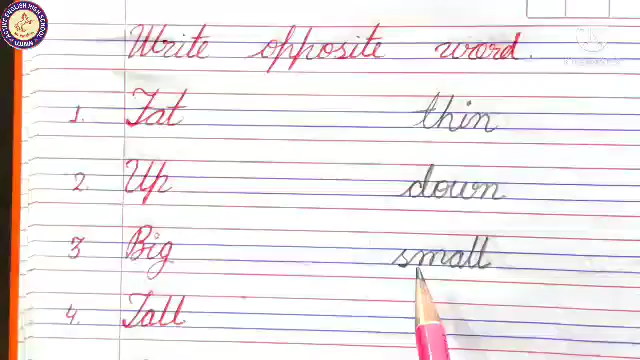 Write opposite word.
1. Fat thin
2. Up down
3 Big small
4. Tall